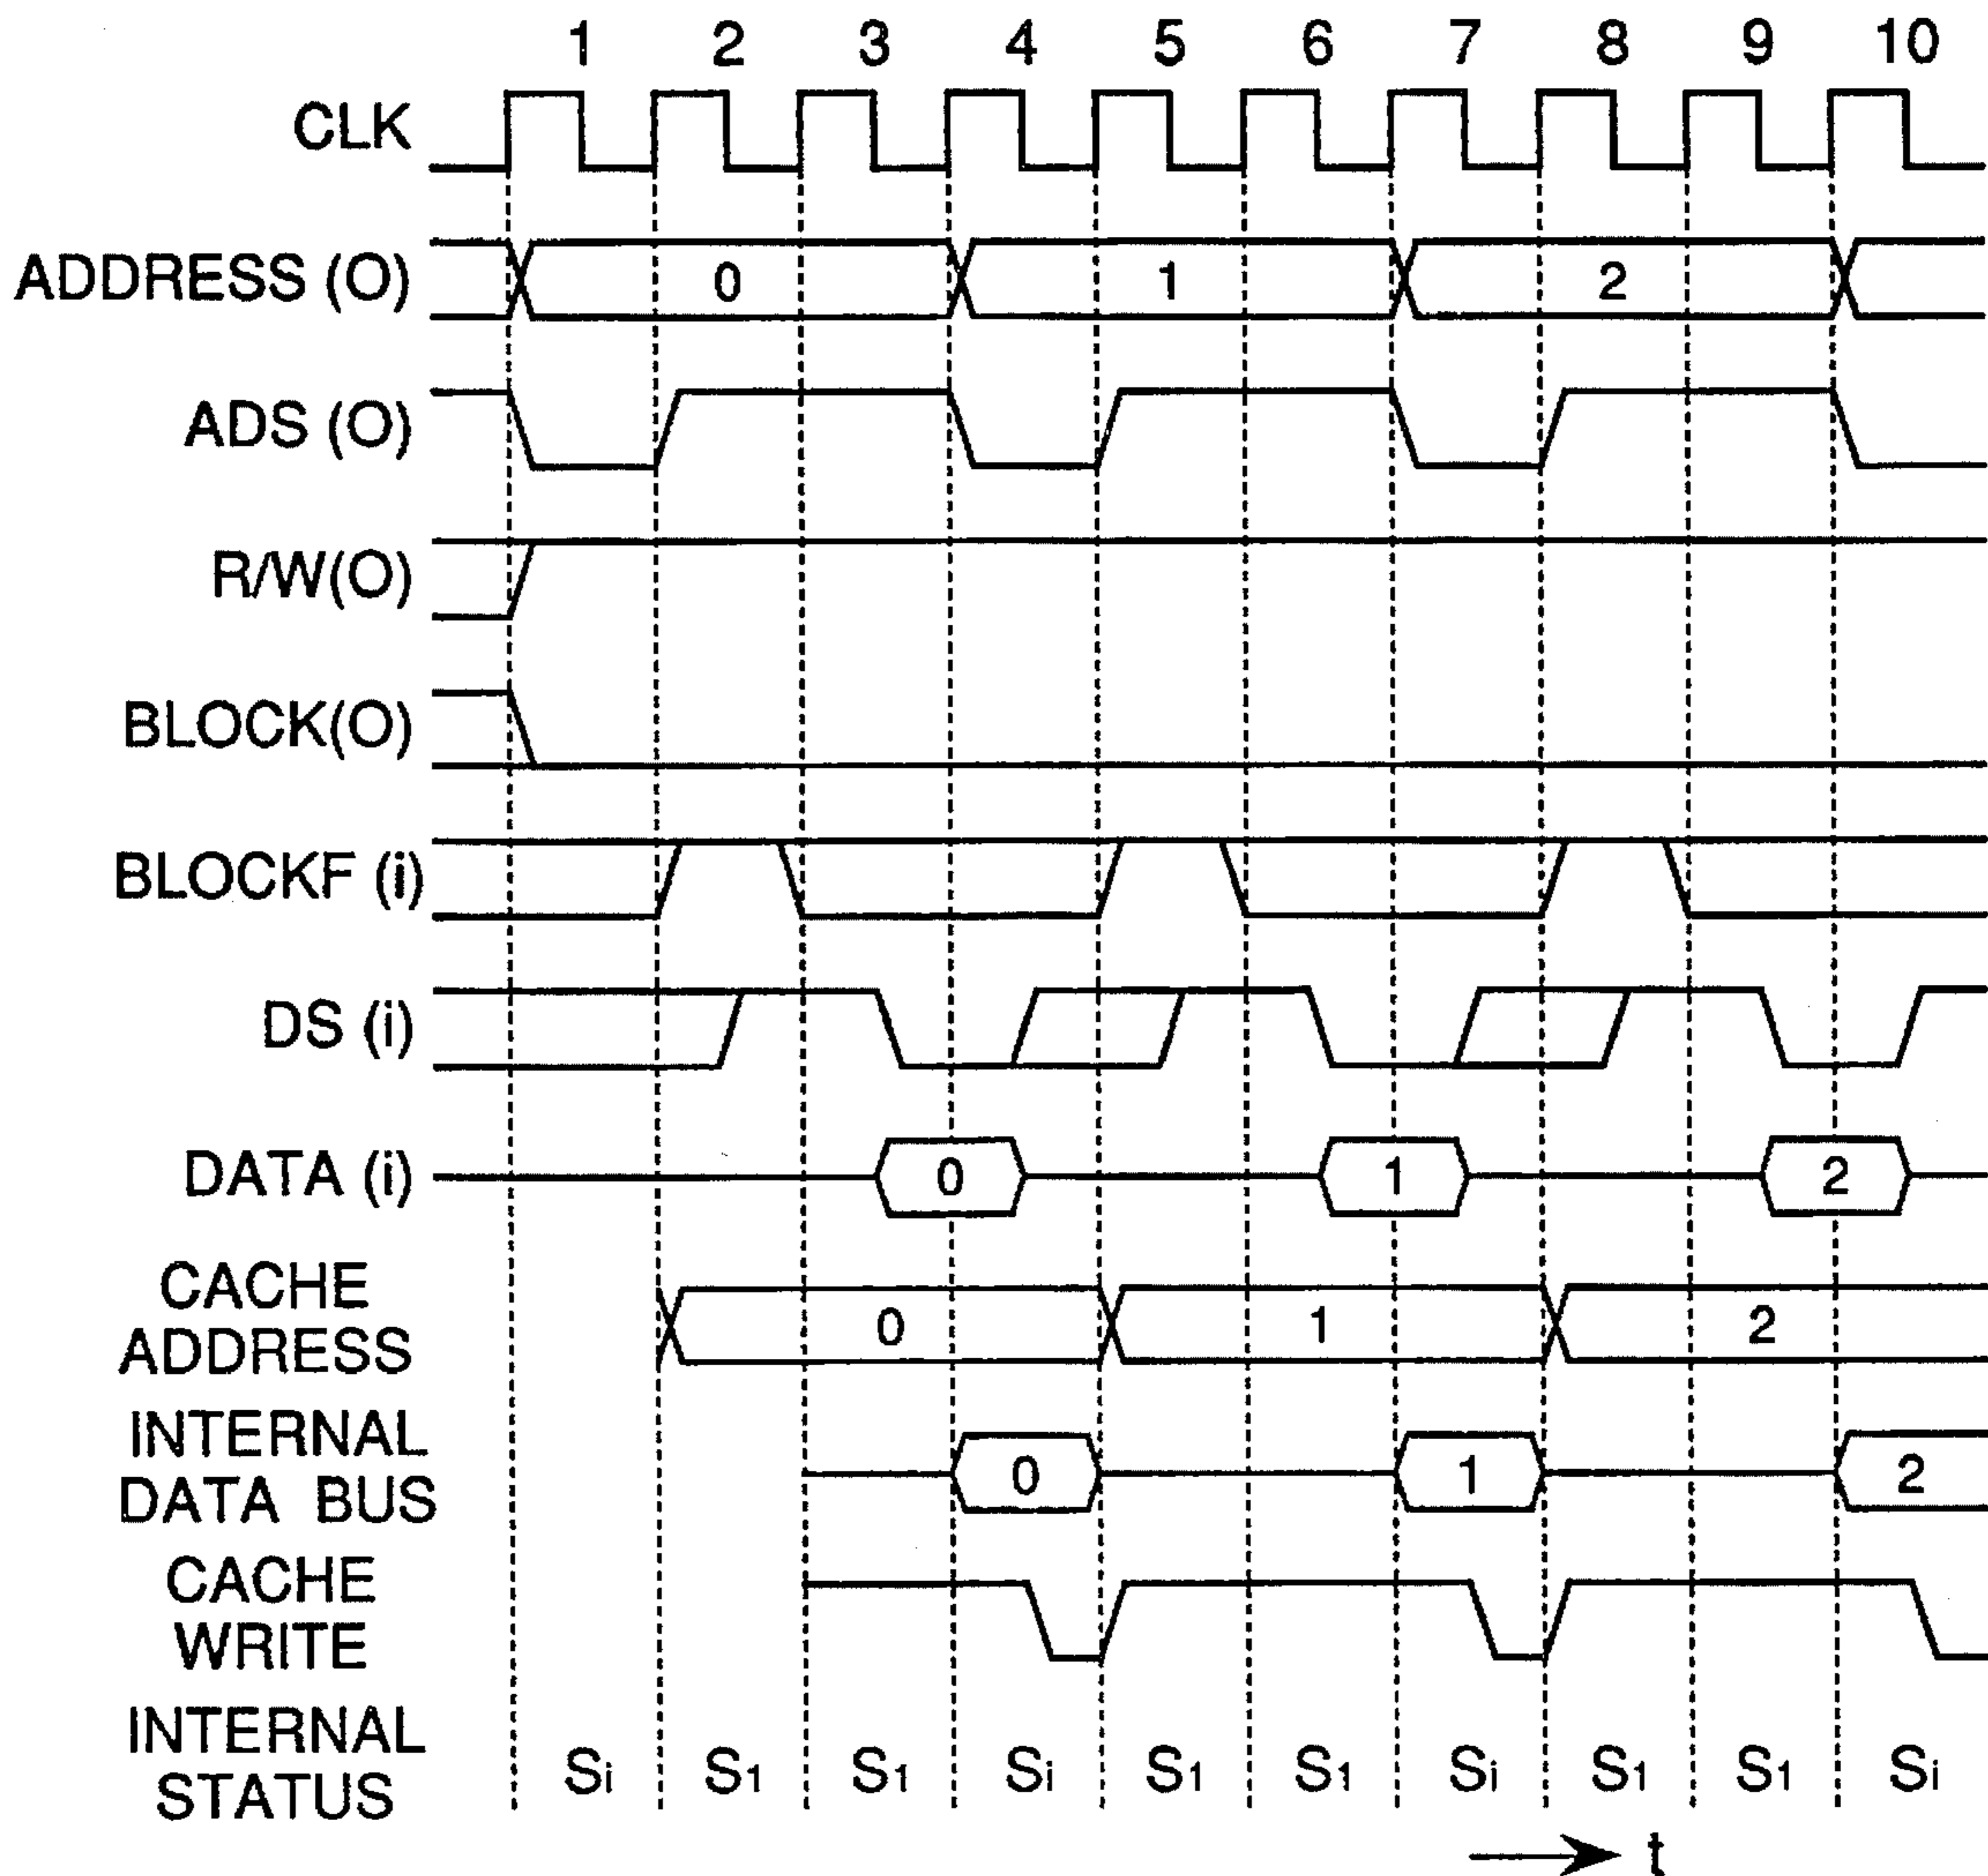 1 2 3 4 5 6 7 8 9 10
CLK
ADDRESS (O) 0 1 2
ADS (O)
R/W(O)
BLOCK(O)
BLOCKF (i)
DS (i)
DATA (i) 0 1 2
CACHE
ADDRESS 0 1 2
INTERNAL
DATA BUS 0 1 2
CACHE
WRITE
INTERNAL
STATUS Si S1 S1 Si S1 S1 Si S1 S1 Si
t